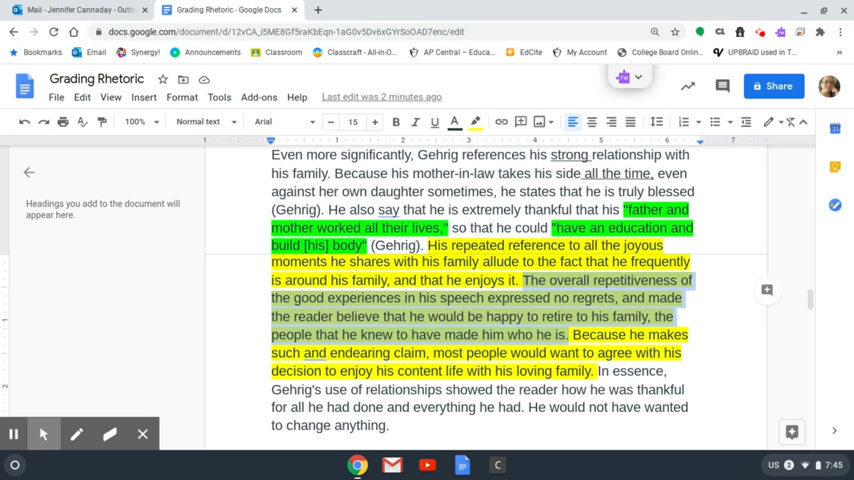 Mail - Jennifer Cannaday - Outlo
Grading Rhetoric - Google Docs
docs.google.com/document/d/12vCA_i5ME8Gf5raKbEqn-1aG0v5Dv6xGYrSoOAD7enc/edit
Bookmarks Email Synergy! Announcements Classroom Classcraft - All-in-O... AP Central – Educa... EdCite My Account College Board Onlin... UPBRAID used in T...
Grading Rhetoric
File Edit View Insert Format Tools Add-ons Help Last edit was 2 minutes ago
Share
100% Normal text Arial 15 B I U A
1 1 2 3 4 5 6 7
Headings you add to the document will
appear here.
Even more significantly, Gehrig references his strong relationship with
his family. Because his mother-in-law takes his side all the time, even
against her own daughter sometimes, he states that he is truly blessed
(Gehrig). He also say that he is extremely thankful that his "father and
mother worked all their lives," so that he could "have an education and
build [his] body" (Gehrig). His repeated reference to all the joyous
moments he shares with his family allude to the fact that he frequently
is around his family, and that he enjoys it. The overall repetitiveness of
the good experiences in his speech expressed no regrets, and made
the reader believe that he would be happy to retire to his family, the
people that he knew to have made him who he is. Because he makes
such and endearing claim, most people would want to agree with his
decision to enjoy his content life with his loving family. In essence,
Gehrig's use of relationships showed the reader how he was thankful
for all he had done and everything he had. He would not have wanted
to change anything.
1
2
C
US 2 7:45